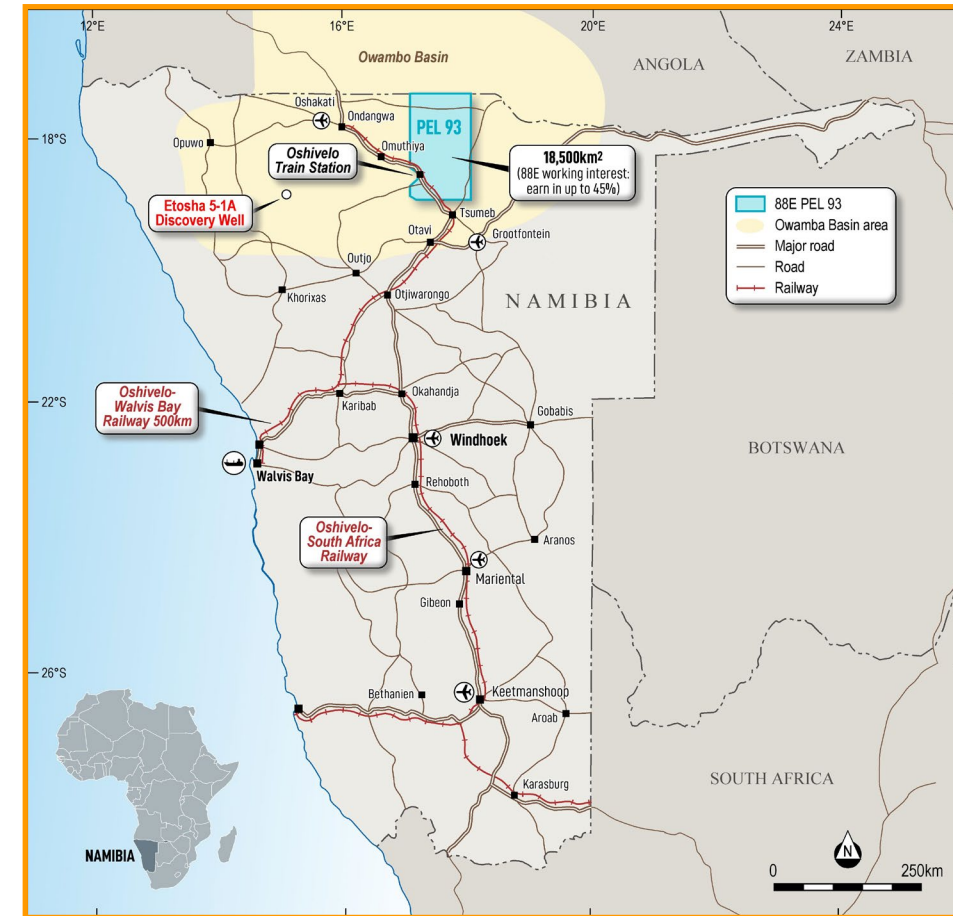 12°E
16°E
20°E
24°E
Owambo Basin
ANGOLA
ZAMBIA
Oshakati
Ondangwa
18°S
Opuwo
Omuthiya
PEL 93
Oshivelo
Train Station
18,500km²
(88E working interest:
earn in up to 45%)
Etosha 5-1A
Discovery Well
Tsumeb
Otavi
Grootfontein
Outjo
Khorixas
Otjiwarongo
NAMIBIA
88E PEL 93
Owamba Basin area
Major road
Road
Railway
22°S
Oshivelo-
Walvis Bay
Railway 500km
Karibab
Okahandja
Gobabis
Windhoek
BOTSWANA
Walvis Bay
Rehoboth
Oshivelo-
South Africa
Railway
Aranos
Mariental
Gibeon
26°S
Bethanien
Keetmanshoop
Aroab
Karasburg
SOUTH AFRICA
NAMIBIA
N
0
250km